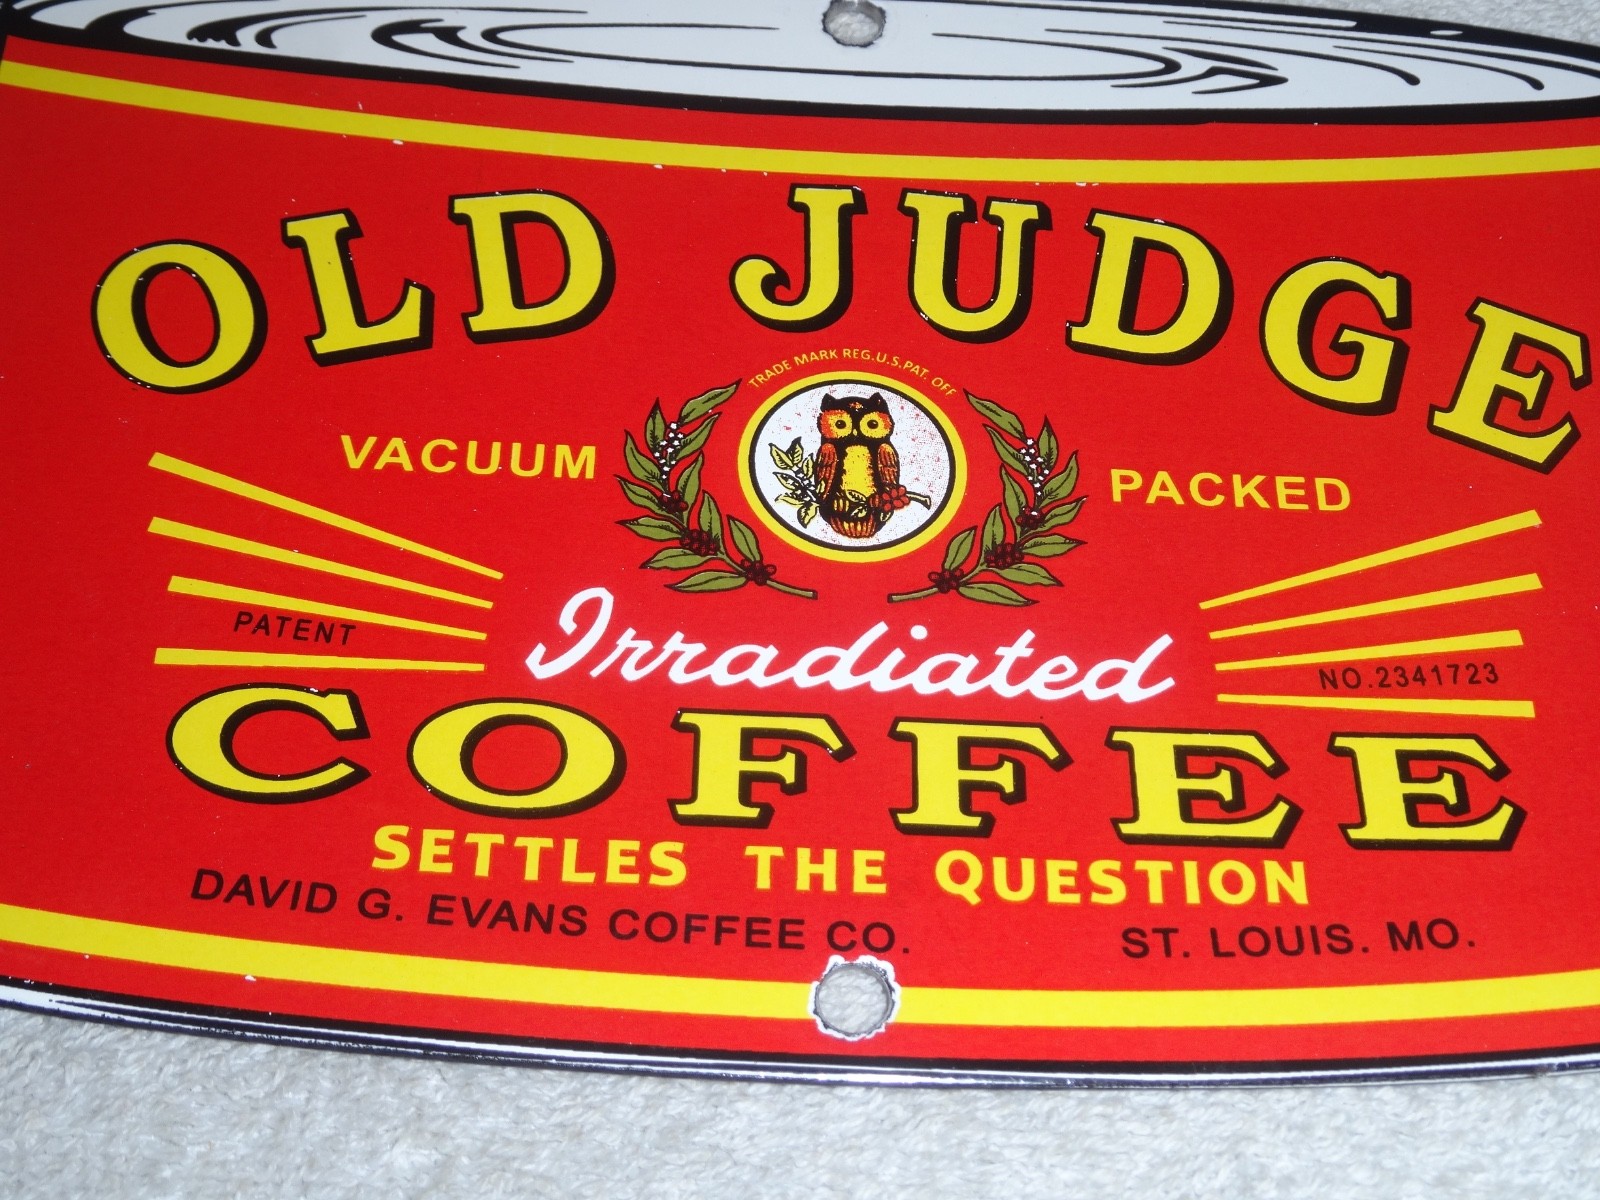 OLD JUDGE
TRADE MARK REG.U.S.PAT. OFF
VACUUM PACKED
Irradiated
PATENT NO.2341723
COFFEE
SETTLES THE QUESTION
DAVID G. EVANS COFFEE CO. ST. LOUIS. MO.